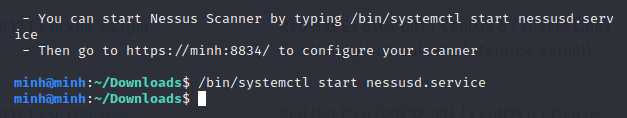 - You can start Nessus Scanner by typing /bin/systemctl start nessusd.serv
ice
- Then go to https://minh:8834/ to configure your scanner
minh@minh:~/Downloads$ /bin/systemctl start nessusd.service
minh@minh:~/Downloads$